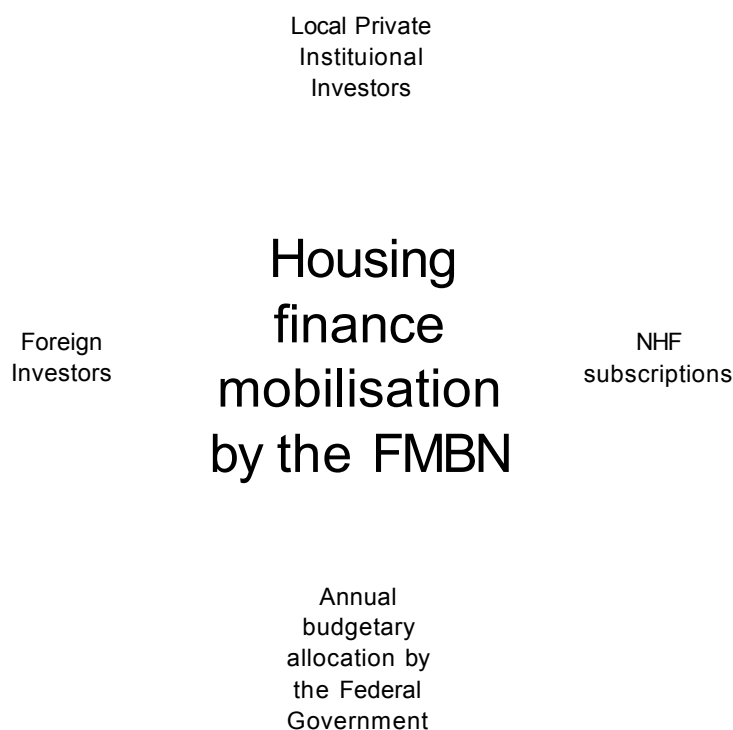 Local Private
Instituional
Investors
Housing
finance
mobilisation
by the FMBN
Foreign
Investors
NHF
subscriptions
Annual
budgetary
allocation by
the Federal
Government